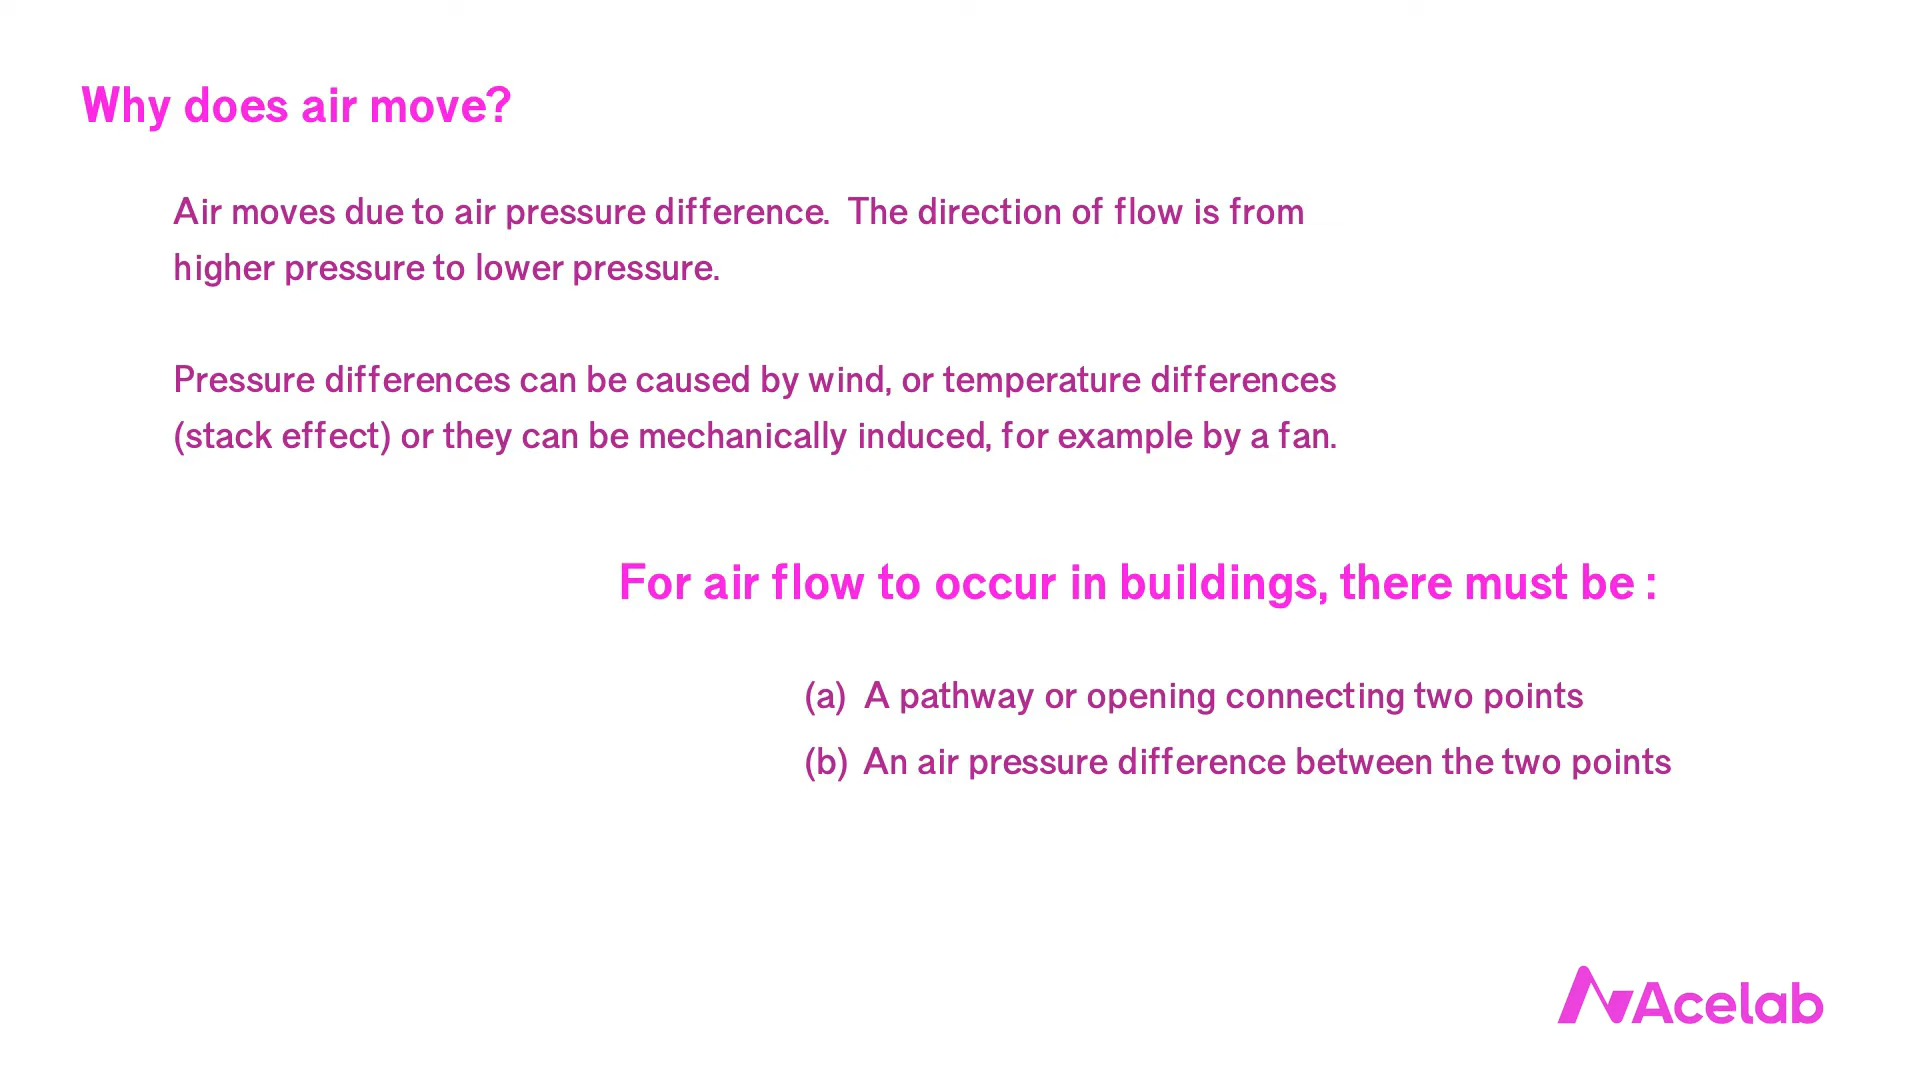 Why does air move?
Air moves due to air pressure difference.  The direction of flow is from
higher pressure to lower pressure.
Pressure differences can be caused by wind, or temperature differences
(stack effect) or they can be mechanically induced, for example by a fan.
For air flow to occur in buildings, there must be :
(a)  A pathway or opening connecting two points
(b)  An air pressure difference between the two points
Acelab